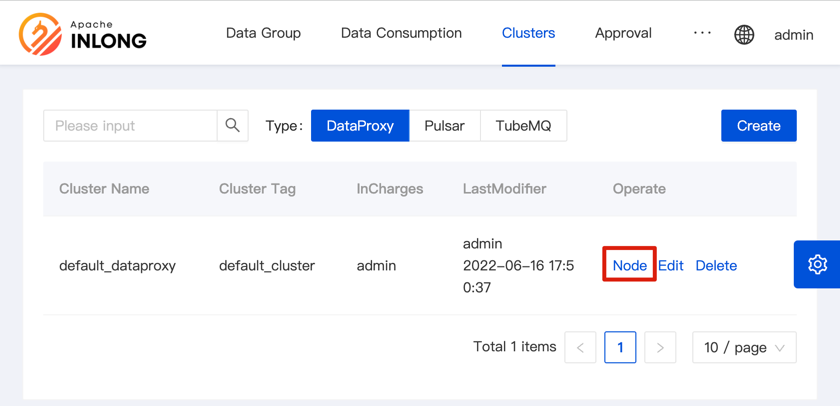 Apache
INLONG
Data Group Data Consumption Clusters Approval ··· admin
Please input Type : DataProxy Pulsar TubeMQ Create
Cluster Name Cluster Tag InCharges LastModifier Operate
default_dataproxy default_cluster admin admin
2022-06-16 17:5
0:37 Node Edit Delete
Total 1 items < 1 > 10 / page